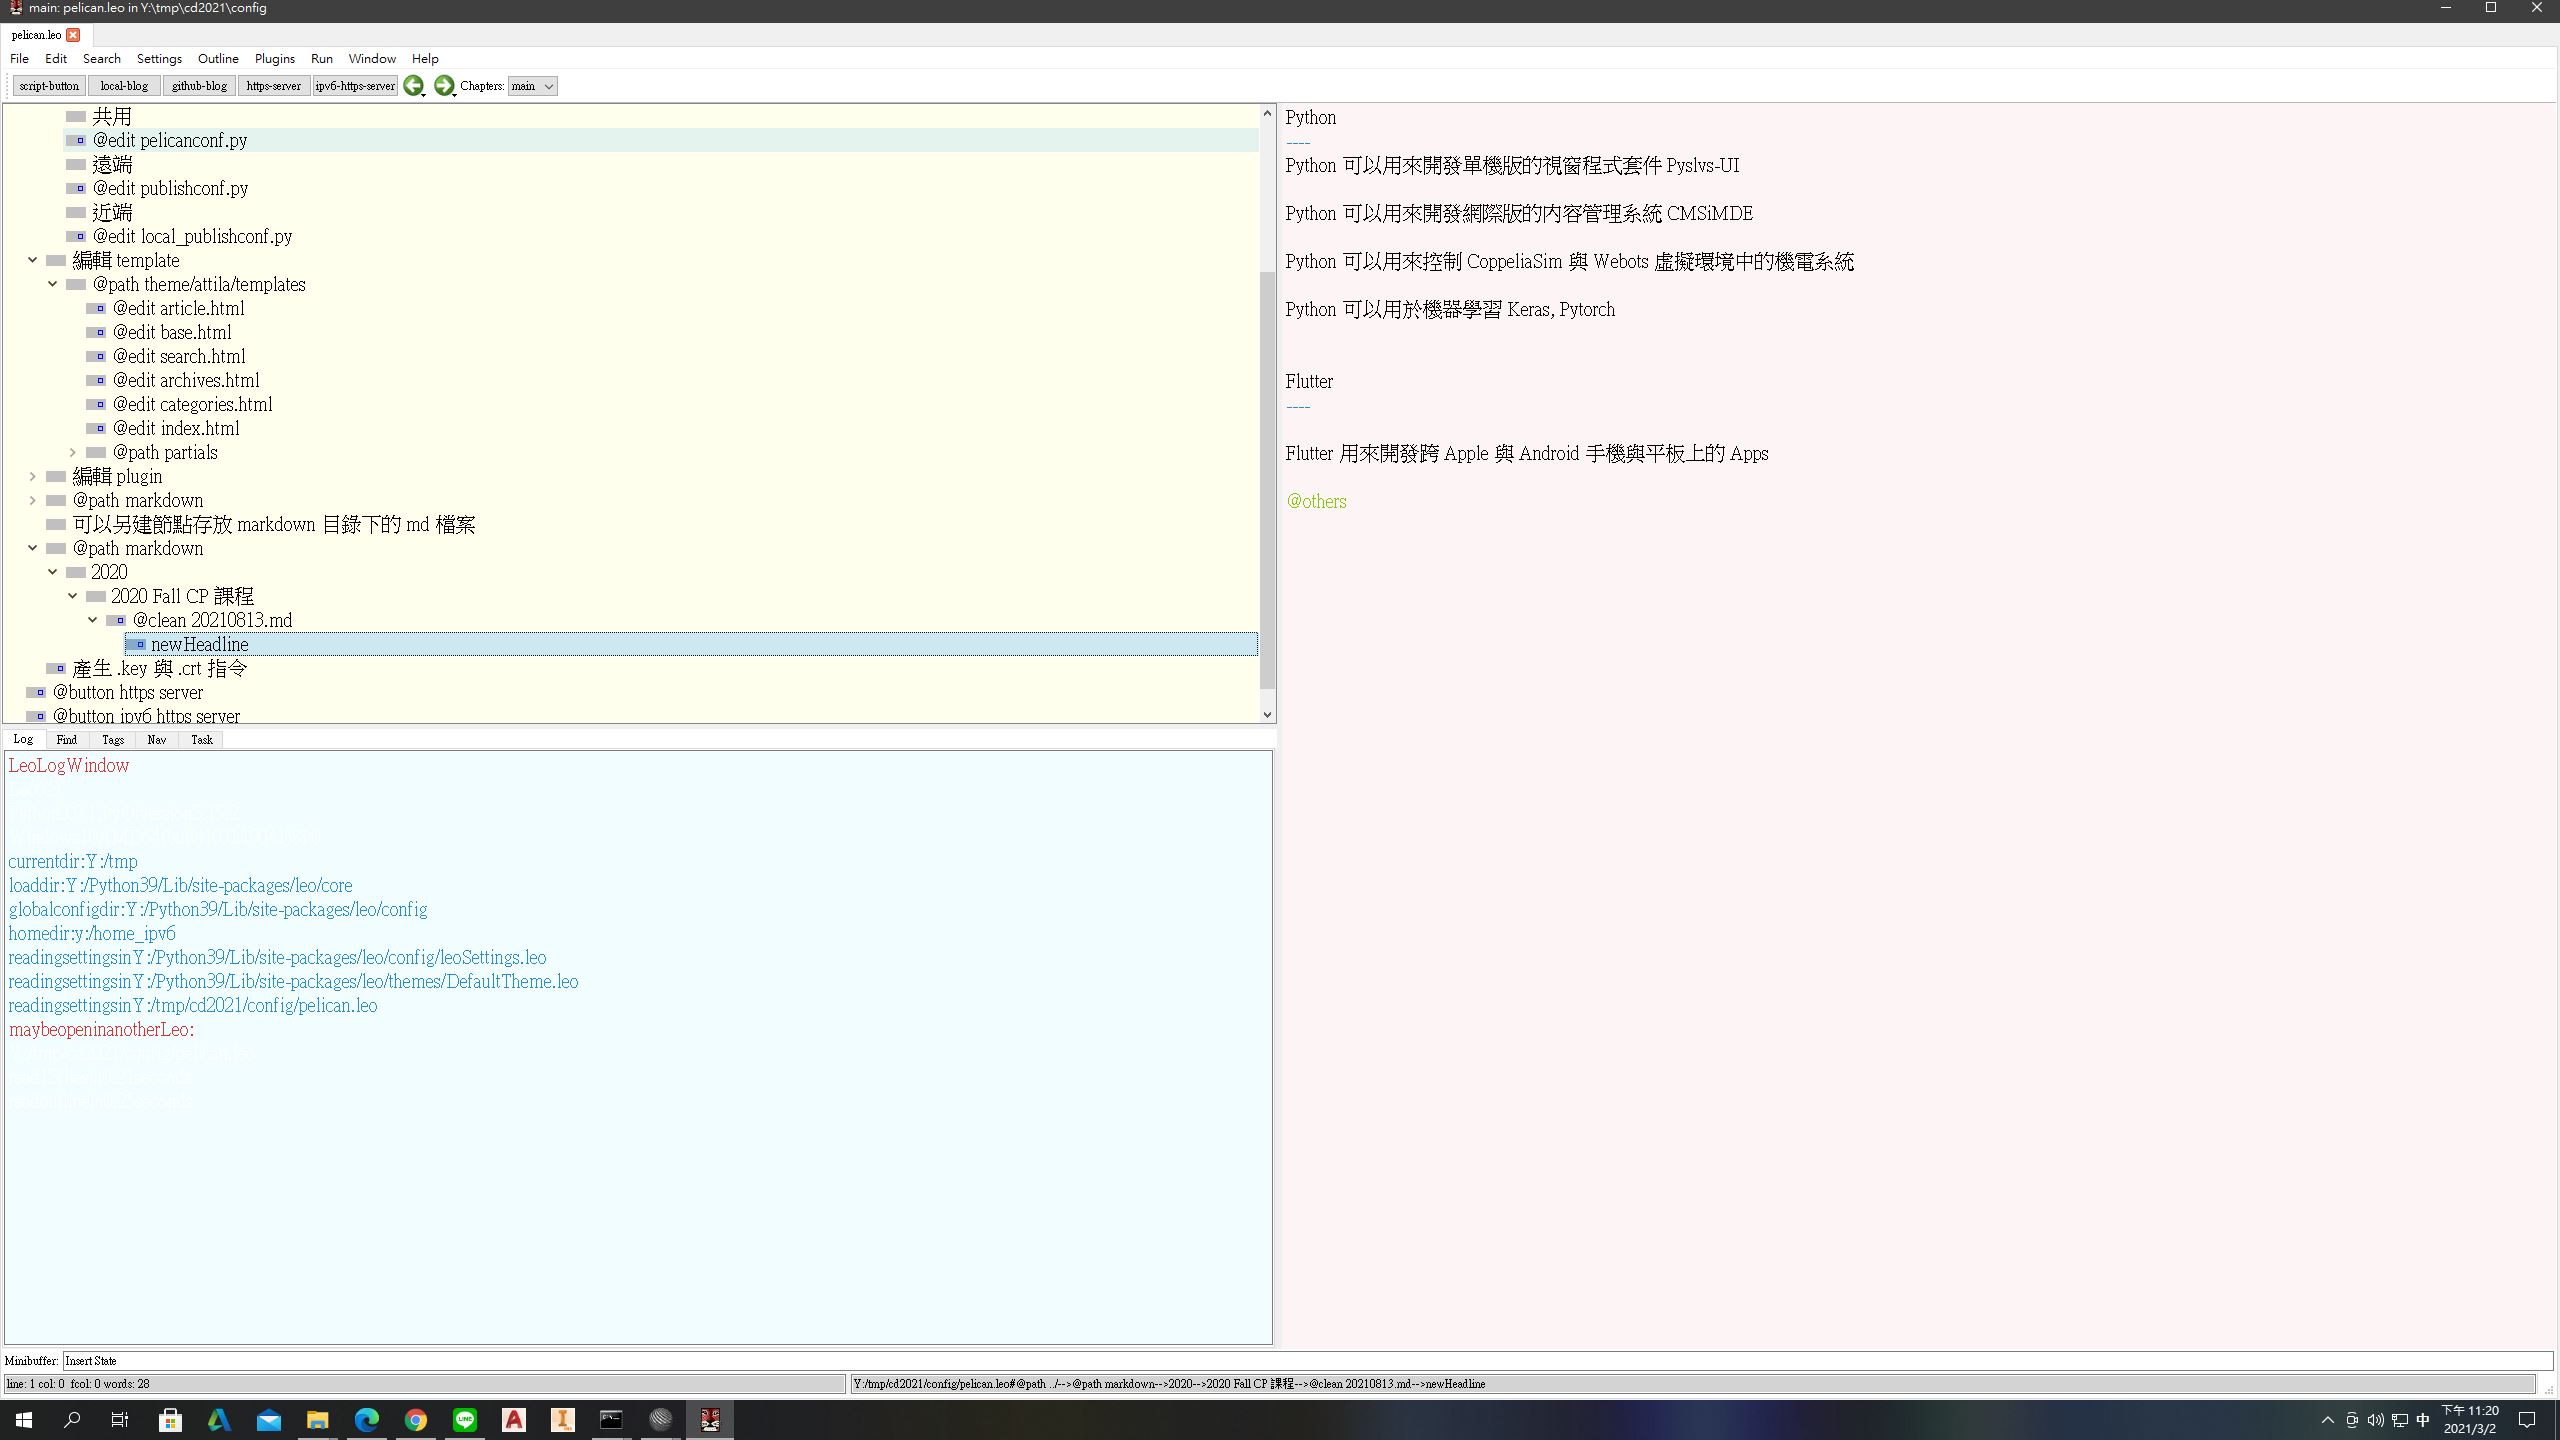 main: pelican.leo in Y:\tmp\cd2021\config
pelican.leo
File Edit Search Settings Outline Plugins Run Window Help
script-button local-blog github-blog https-server ipv6-https-server Chapters: main
共用
@edit pelicanconf.py
遠端
@edit publishconf.py
近端
@edit local_publishconf.py
編輯 template
@path theme/attila/templates
@edit article.html
@edit base.html
@edit search.html
@edit archives.html
@edit categories.html
@edit index.html
@path partials
編輯 plugin
@path markdown
可以另建節點存放 markdown 目錄下的 md 檔案
@path markdown
2020
2020 Fall CP 課程
@clean 20210813.md
newHeadline
產生 .key 與 .crt 指令
@button https server
@button ipv6 https server
Python
----
Python 可以用來開發單機版的視窗程式套件 Pyslvs-UI
Python 可以用來開發網際版的內容管理系統 CMSiMDE
Python 可以用來控制 CoppeliaSim 與 Webots 虛擬環境中的機電系統
Python 可以用於機器學習 Keras, Pytorch
Flutter
----
Flutter 用來開發跨 Apple 與 Android 手機與平板上的 Apps
@others
Log Find Tags Nav Task
LeoLogWindow
currentdir:Y:/tmp
loaddir:Y:/Python39/Lib/site-packages/leo/core
globalconfigdir:Y:/Python39/Lib/site-packages/leo/config
homedir:y:/home_ipv6
readingsettingsinY:/Python39/Lib/site-packages/leo/config/leoSettings.leo
readingsettingsinY:/Python39/Lib/site-packages/leo/themes/DefaultTheme.leo
readingsettingsinY:/tmp/cd2021/config/pelican.leo
maybeopeninanotherLeo:
Minibuffer: Insert State
line: 1 col: 0 fcol: 0 words: 28
Y:/tmp/cd2021/config/pelican.leo#@path ../-->@path markdown-->2020-->2020 Fall CP 課程-->@clean 20210813.md-->newHeadline
LINE
中
下午 11:20
2021/3/2